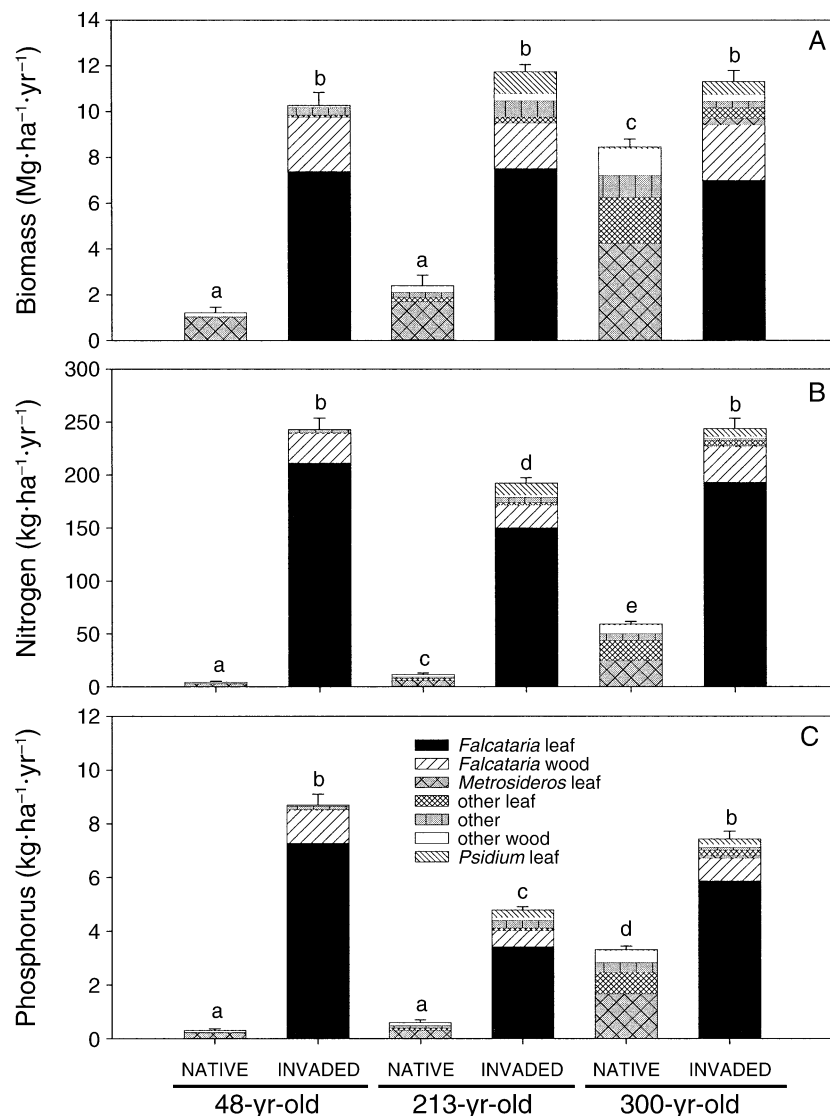 A
Biomass (Mg·ha⁻¹·yr⁻¹)
14
12
10
8
6
4
2
0
a
b
a
b
c
b
B
Nitrogen (kg·ha⁻¹·yr⁻¹)
300
250
200
150
100
50
0
a
b
c
d
e
b
C
Phosphorus (kg·ha⁻¹·yr⁻¹)
12
10
8
6
4
2
0
Falcataria leaf
Falcataria wood
Metrosideros leaf
other leaf
other
other wood
Psidium leaf
a
b
a
c
d
b
NATIVE INVADED NATIVE INVADED NATIVE INVADED
48-yr-old 213-yr-old 300-yr-old